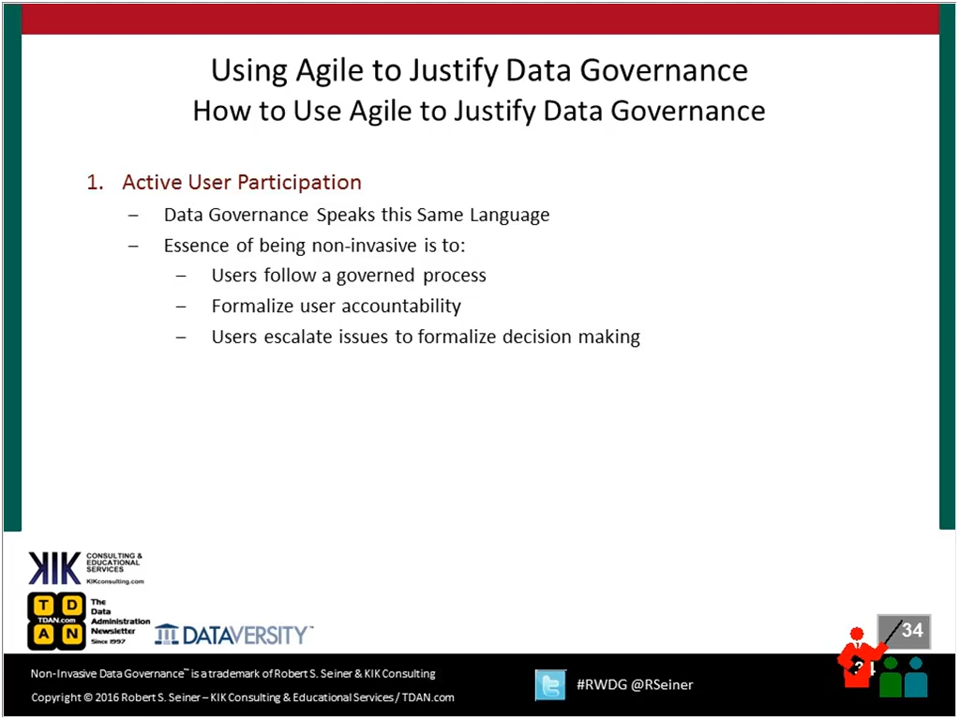 Using Agile to Justify Data Governance
How to Use Agile to Justify Data Governance
1. Active User Participation
– Data Governance Speaks this Same Language
– Essence of being non-invasive is to:
– Users follow a governed process
– Formalize user accountability
– Users escalate issues to formalize decision making
KIK CONSULTING & EDUCATIONAL SERVICES
KIKconsulting.com
T D
TDAN.com
A N
The
Data
Administration
Newsletter
Since 1997
DATAVERSITY™
34
34
Non-Invasive Data Governance™ is a trademark of Robert S. Seiner & KIK Consulting
Copyright © 2016 Robert S. Seiner – KIK Consulting & Educational Services / TDAN.com
#RWDG @RSeiner